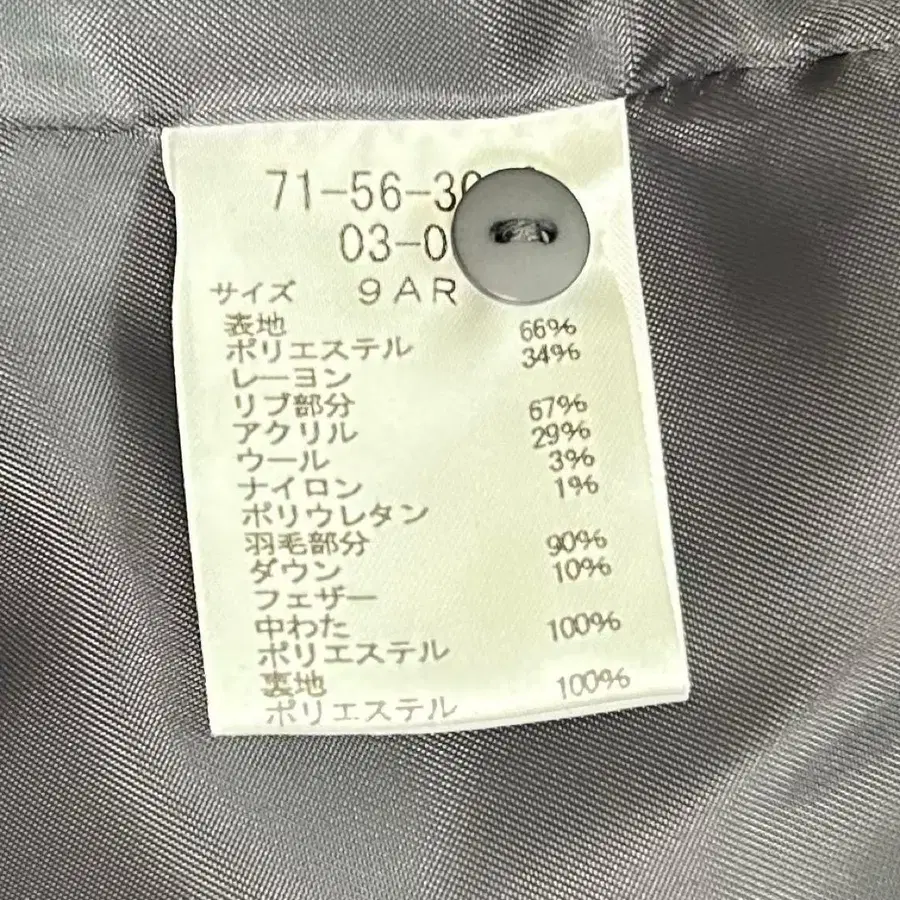 71-56-30
03-0
サイズ 9AR
表地
ポリエステル 66%
レーヨン 34%
リブ部分
アクリル 67%
ウール 29%
ナイロン 3%
ポリウレタン 1%
羽毛部分
ダウン 90%
フェザー 10%
中わた
ポリエステル 100%
裏地
ポリエステル 100%